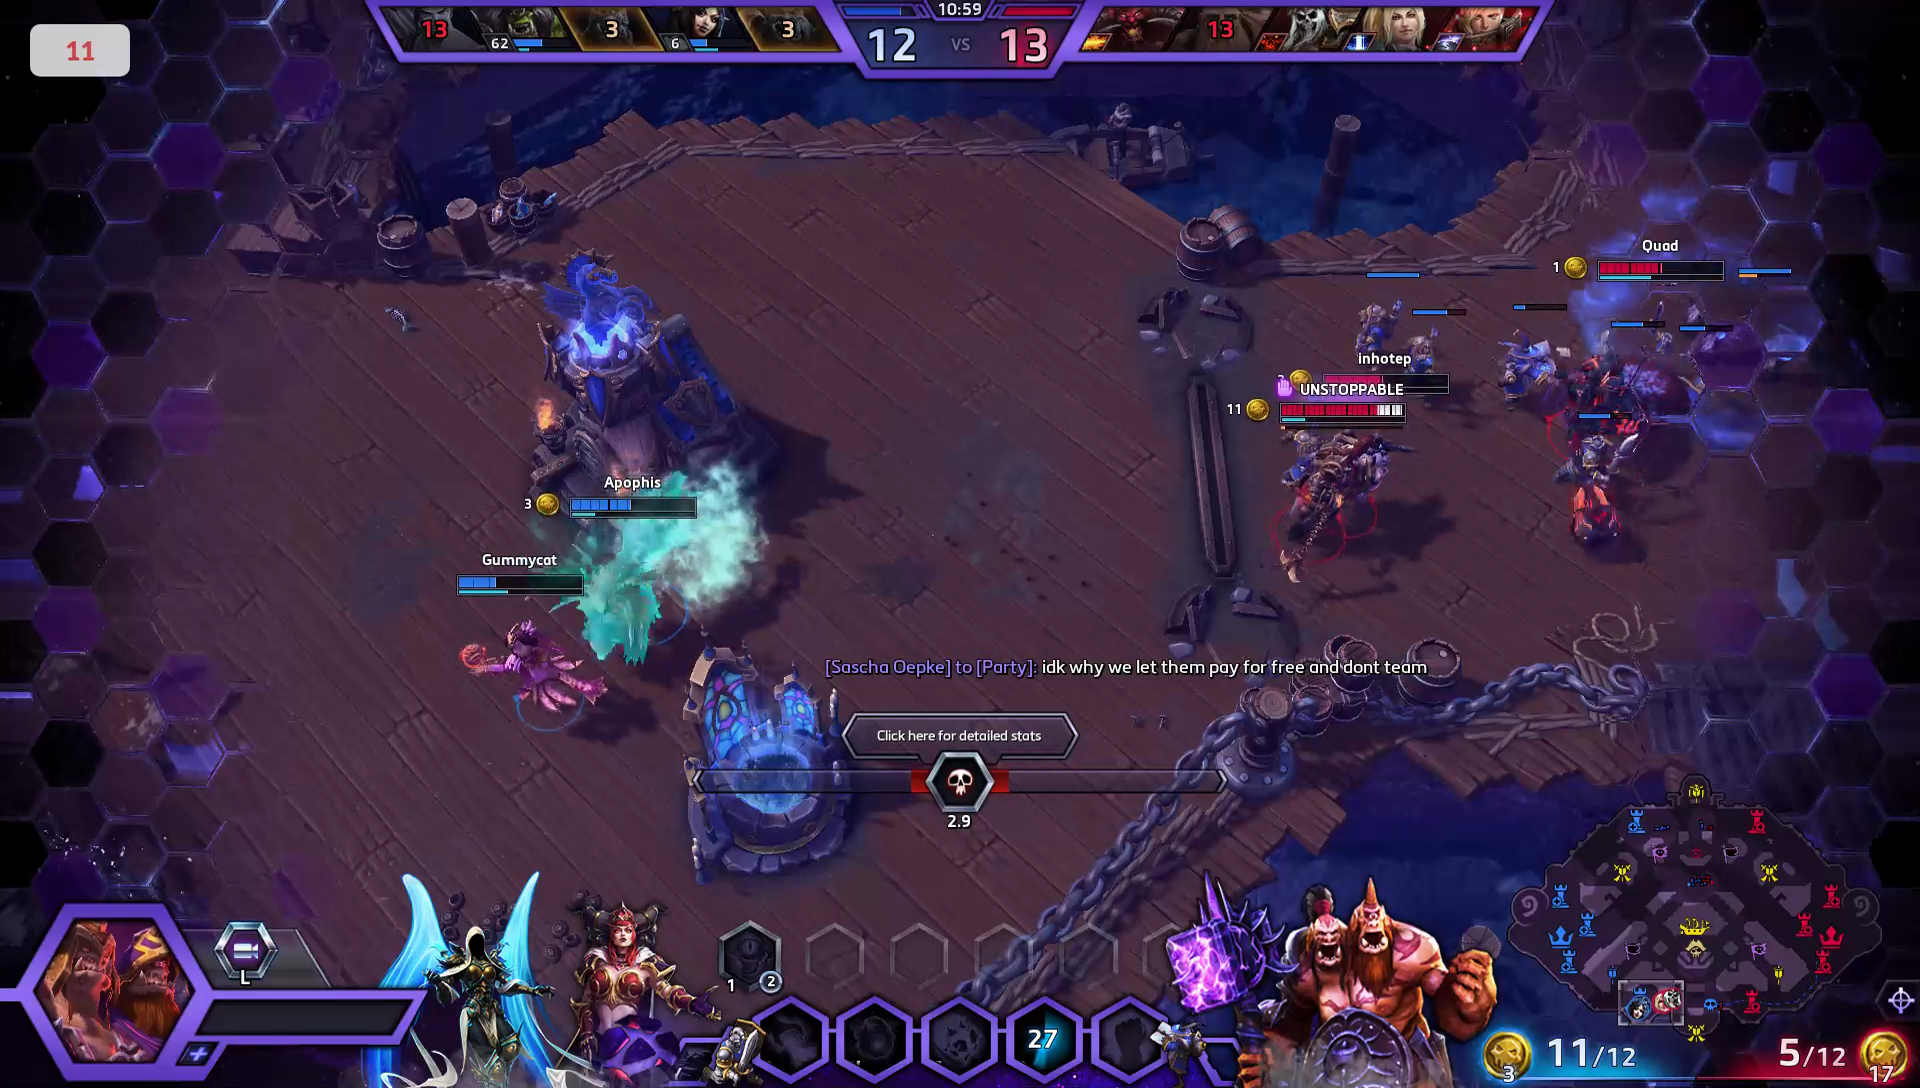 11
13
62
3
6
3
10:59
12 VS 13
13
Quad
1
inhotep
UNSTOPPABLE
11
Apophis
3
Gummycat
[Sascha Oepke] to [Party]: idk why we let them pay for free and dont team
Click here for detailed stats
2.9
L
1
2
27
3
11/12
5/12
17